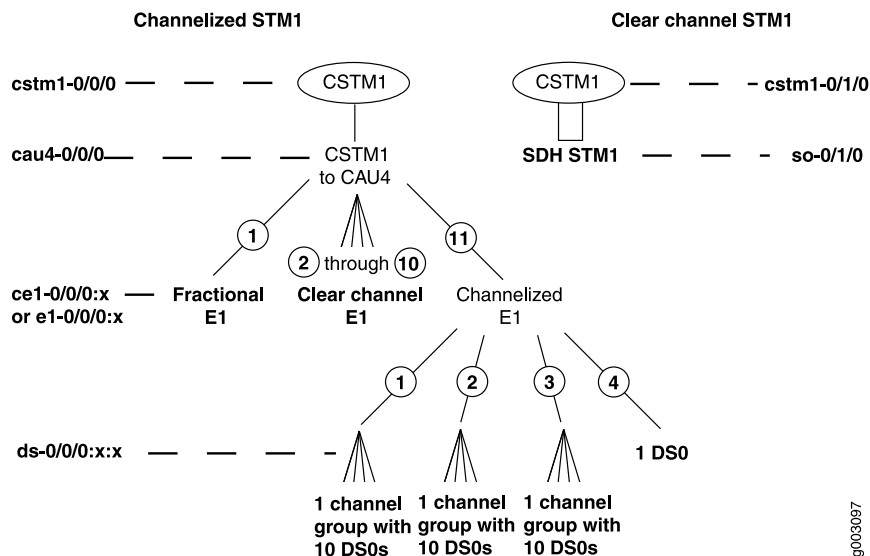 Channelized STM1
Clear channel STM1
cstm1-0/0/0
CSTM1
CSTM1
cstm1-0/1/0
cau4-0/0/0
CSTM1
to CAU4
SDH STM1
so-0/1/0
1
11
2 through 10
ce1-0/0/0:x
or e1-0/0/0:x
Fractional
E1
Clear channel
E1
Channelized
E1
1
2
3
4
ds-0/0/0:x:x
1 DS0
1 channel
group with
10 DS0s
1 channel
group with
10 DS0s
1 channel
group with
10 DS0s
g003097